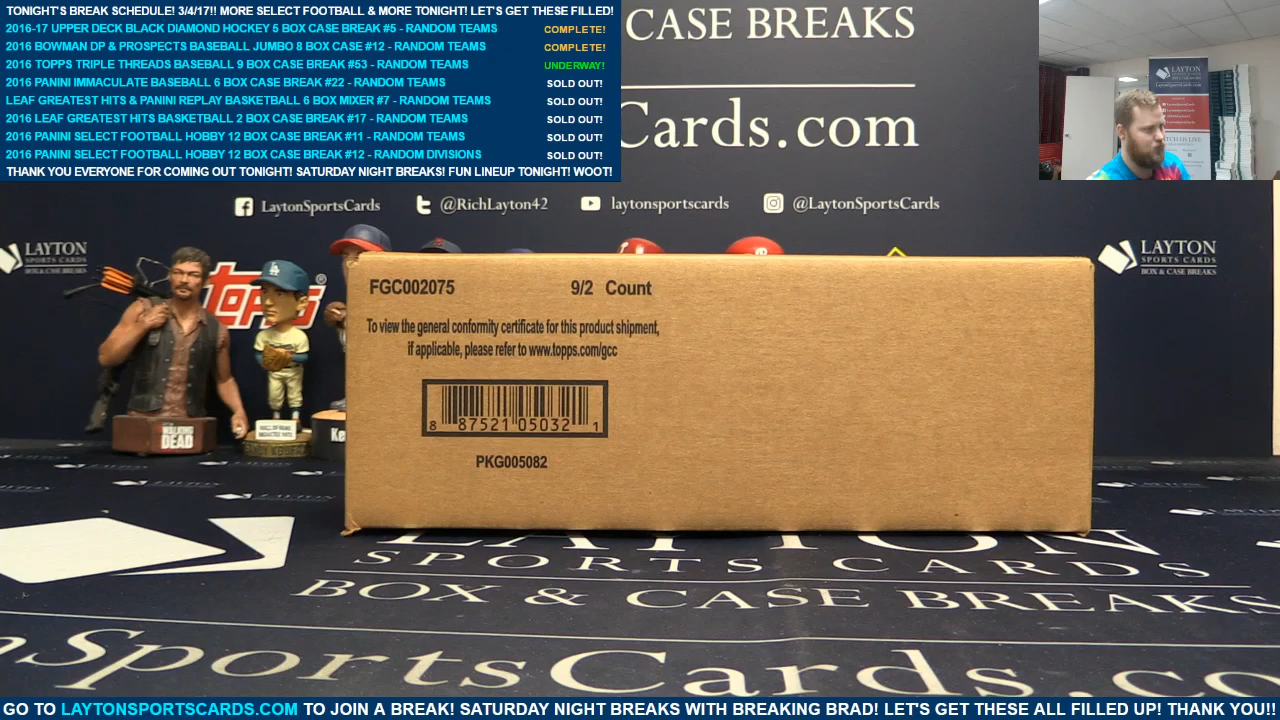 TONIGHT'S BREAK SCHEDULE! 3/4/17!! MORE SELECT FOOTBALL & MORE TONIGHT! LET'S GET THESE FILLED!
2016-17 UPPER DECK BLACK DIAMOND HOCKEY 5 BOX CASE BREAK #5 - RANDOM TEAMS COMPLETE!
2016 BOWMAN DP & PROSPECTS BASEBALL JUMBO 8 BOX CASE #12 - RANDOM TEAMS COMPLETE!
2016 TOPPS TRIPLE THREADS BASEBALL 9 BOX CASE BREAK #53 - RANDOM TEAMS UNDERWAY!
2016 PANINI IMMACULATE BASEBALL 6 BOX CASE BREAK #22 - RANDOM TEAMS SOLD OUT!
LEAF GREATEST HITS & PANINI REPLAY BASKETBALL 6 BOX MIXER #7 - RANDOM TEAMS SOLD OUT!
2016 LEAF GREATEST HITS BASKETBALL 2 BOX CASE BREAK #17 - RANDOM TEAMS SOLD OUT!
2016 PANINI SELECT FOOTBALL HOBBY 12 BOX CASE BREAK #11 - RANDOM TEAMS SOLD OUT!
2016 PANINI SELECT FOOTBALL HOBBY 12 BOX CASE BREAK #12 - RANDOM DIVISIONS SOLD OUT!
THANK YOU EVERYONE FOR COMING OUT TONIGHT! SATURDAY NIGHT BREAKS! FUN LINEUP TONIGHT! WOOT!
CASE BREAKS
Cards.com
LAYTON
LaytonSportsCards
@RichLayton42
laytonsportscards
@LaytonSportsCards
LAYTON
SPORTS CARDS
BOX & CASE BREAKS
LAYTON
SPORTS CARDS
BOX & CASE BREAKS
TOPPS
LA
THE WALKING
DEAD
Ke
FGC002075 9/2 Count
To view the general conformity certificate for this product shipment,
if applicable, please refer to www.topps.com/gcc
8 87521 05032 1
PKG005082
LAYTON
SPORTS CARDS
BOX & CASE BREAKS
onSportsCards.co
GO TO LAYTONSPORTSCARDS.COM TO JOIN A BREAK! SATURDAY NIGHT BREAKS WITH BREAKING BRAD! LET'S GET THESE ALL FILLED UP! THANK YOU!!